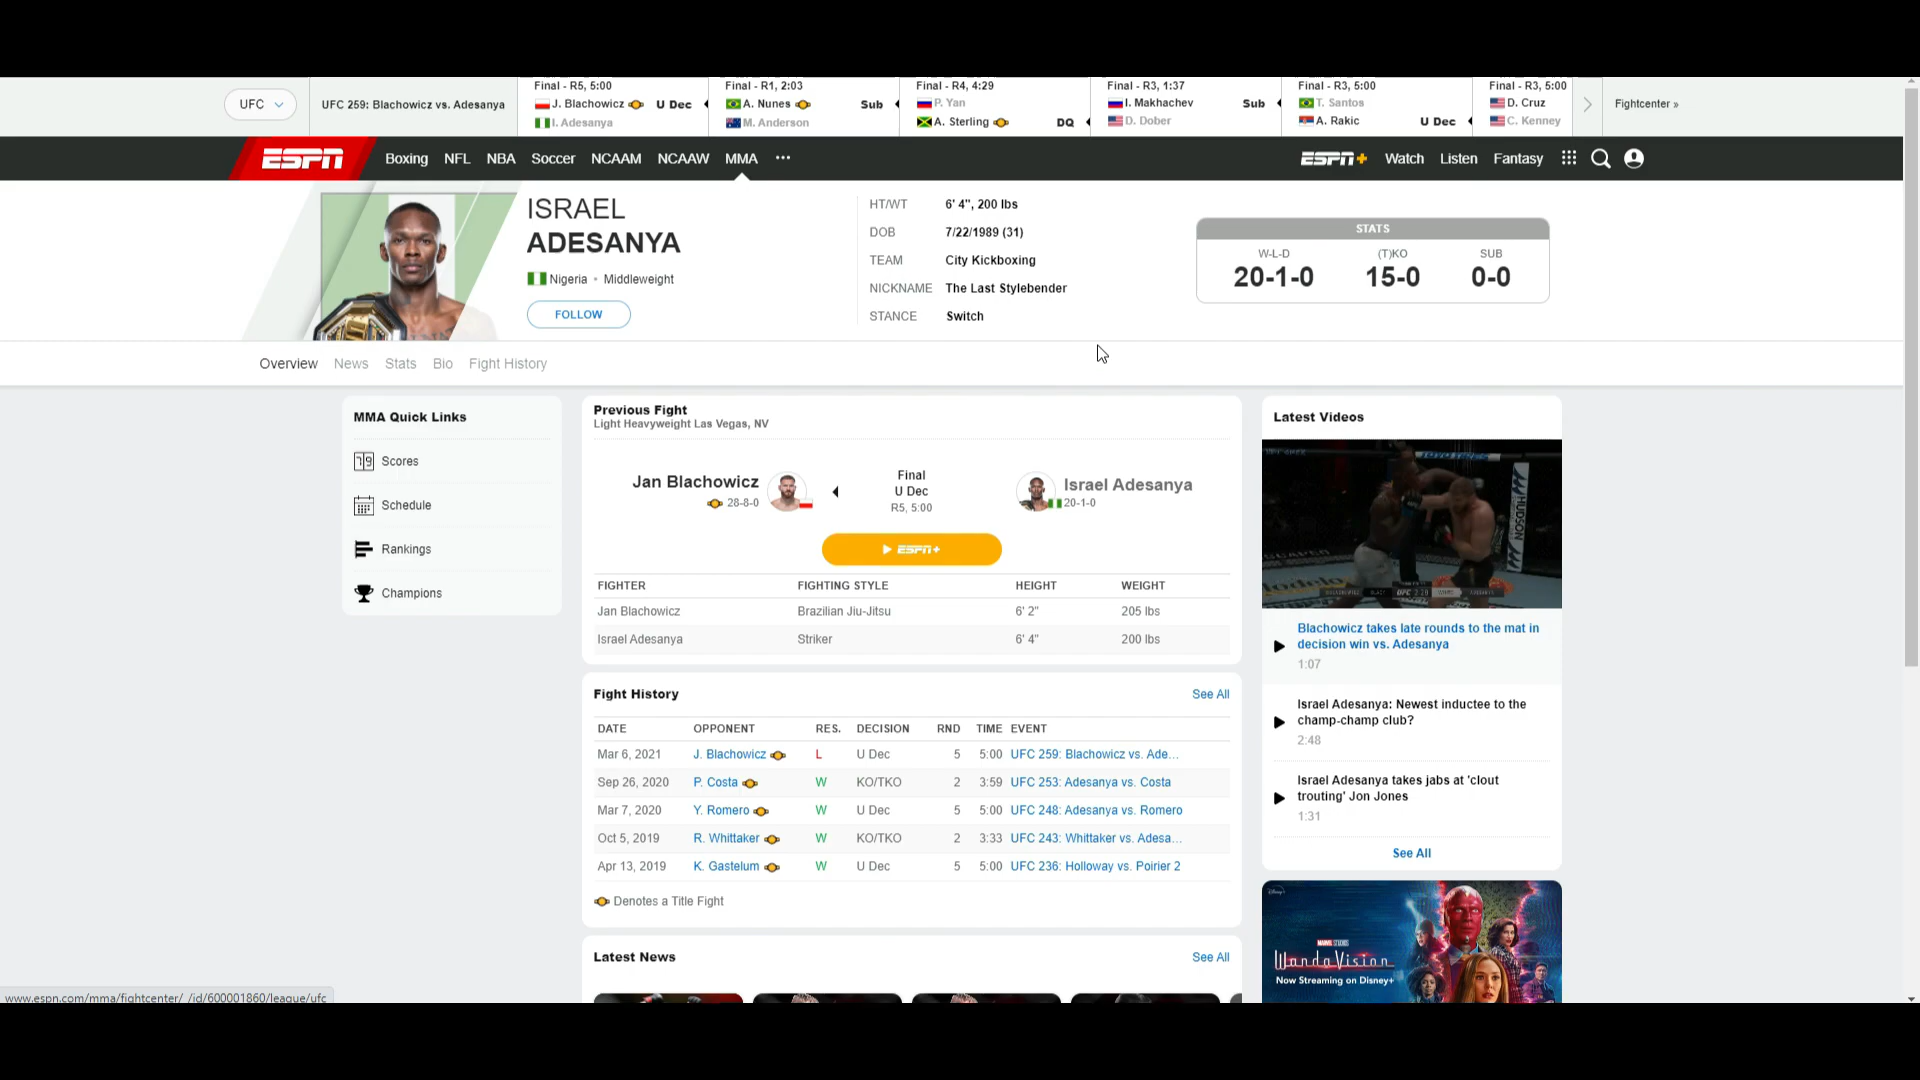 UFC
UFC 259: Blachowicz vs. Adesanya
Final - R5, 5:00
J. Blachowicz U Dec
I. Adesanya
Final - R1, 2:03
A. Nunes Sub
M. Anderson
Final - R4, 4:29
P. Yan
A. Sterling DQ
Final - R3, 1:37
I. Makhachev Sub
D. Dober
Final - R3, 5:00
T. Santos
A. Rakic U Dec
Final - R3, 5:00
D. Cruz
C. Kenney
Fightcenter »
ESPN Boxing NFL NBA Soccer NCAAM NCAAW MMA ••• ESPN+ Watch Listen Fantasy
ISRAEL
ADESANYA
Nigeria • Middleweight
FOLLOW
HT/WT 6' 4", 200 lbs
DOB 7/22/1989 (31)
TEAM City Kickboxing
NICKNAME The Last Stylebender
STANCE Switch
STATS
W-L-D (T)KO SUB
20-1-0 15-0 0-0
Overview News Stats Bio Fight History
MMA Quick Links
Scores
Schedule
Rankings
Champions
Previous Fight
Light Heavyweight Las Vegas, NV
Jan Blachowicz
28-8-0
Final
U Dec
R5, 5:00
Israel Adesanya
20-1-0
ESPN+
FIGHTER FIGHTING STYLE HEIGHT WEIGHT
Jan Blachowicz Brazilian Jiu-Jitsu 6' 2" 205 lbs
Israel Adesanya Striker 6' 4" 200 lbs
Fight History See All
DATE OPPONENT RES. DECISION RND TIME EVENT
Mar 6, 2021 J. Blachowicz L U Dec 5 5:00 UFC 259: Blachowicz vs. Ade...
Sep 26, 2020 P. Costa W KO/TKO 2 3:59 UFC 253: Adesanya vs. Costa
Mar 7, 2020 Y. Romero W U Dec 5 5:00 UFC 248: Adesanya vs. Romero
Oct 5, 2019 R. Whittaker W KO/TKO 2 3:33 UFC 243: Whittaker vs. Adesa...
Apr 13, 2019 K. Gastelum W U Dec 5 5:00 UFC 236: Holloway vs. Poirier 2
Denotes a Title Fight
Latest News See All
Latest Videos
HUDSON
Modelo
Blachowicz takes late rounds to the mat in
decision win vs. Adesanya
1:07
Israel Adesanya: Newest inductee to the
champ-champ club?
2:48
Israel Adesanya takes jabs at 'clout
trouting' Jon Jones
1:31
See All
Disney+
MARVEL STUDIOS
WandaVision
Now Streaming on Disney+
www.espn.com/mma/fightcenter/_/id/600001860/league/ufc